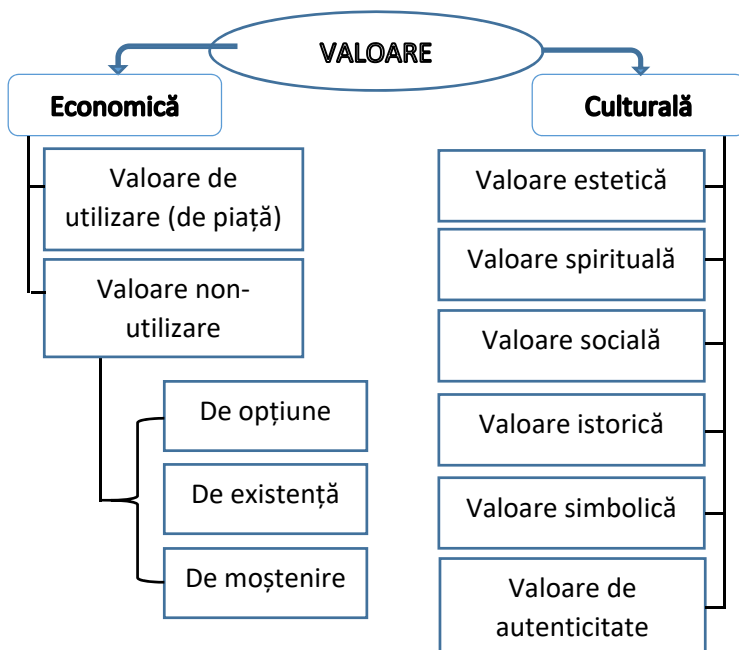 VALOARE
Economică
Valoare de
utilizare (de piață)
Valoare non-
utilizare
De opțiune
De existență
De moștenire
Culturală
Valoare estetică
Valoare spirituală
Valoare socială
Valoare istorică
Valoare simbolică
Valoare de
autenticitate